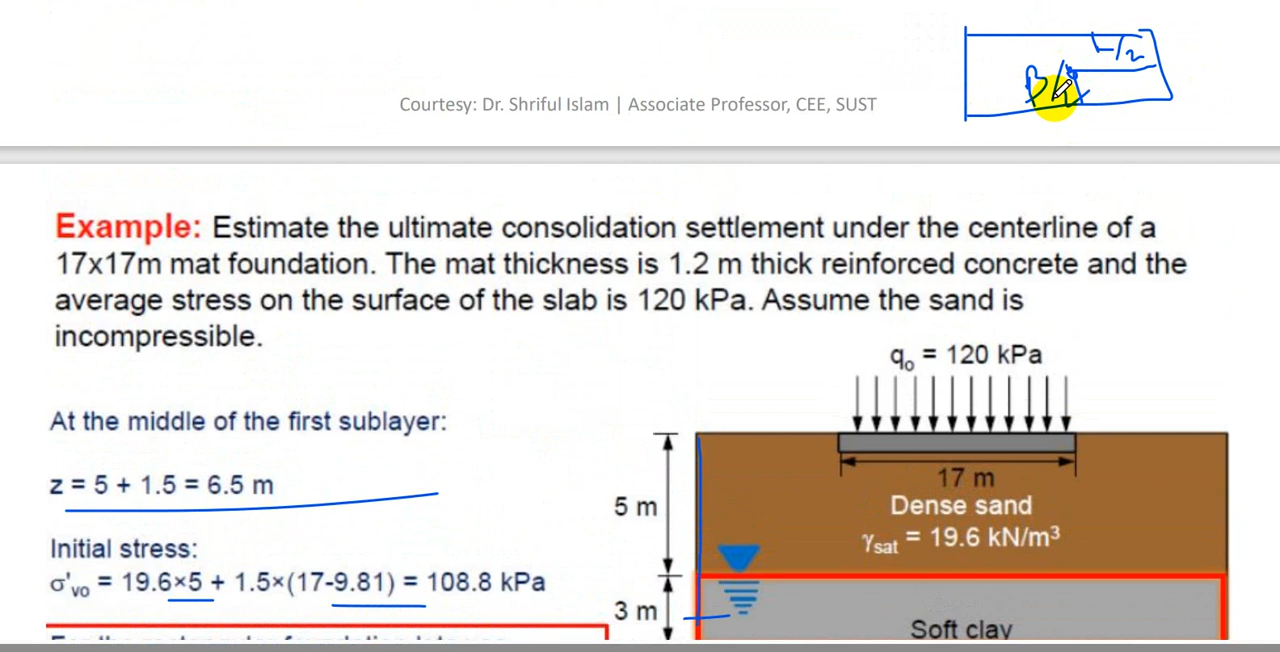 L/2
B/2
Courtesy: Dr. Shriful Islam | Associate Professor, CEE, SUST
Example: Estimate the ultimate consolidation settlement under the centerline of a
17x17m mat foundation. The mat thickness is 1.2 m thick reinforced concrete and the
average stress on the surface of the slab is 120 kPa. Assume the sand is
incompressible.
qo = 120 kPa
At the middle of the first sublayer:
z = 5 + 1.5 = 6.5 m
17 m
5 m
Dense sand
γsat = 19.6 kN/m³
Initial stress:
σ'vo = 19.6×5 + 1.5×(17-9.81) = 108.8 kPa
3 m
Soft clay